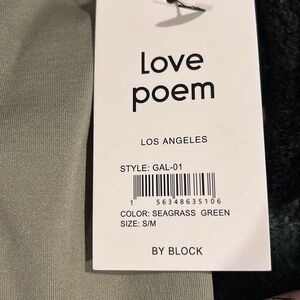 Love
poem
LOS ANGELES
STYLE: GAL-01
1 56348635106
COLOR: SEAGRASS GREEN
SIZE: S/M
BY BLOCK